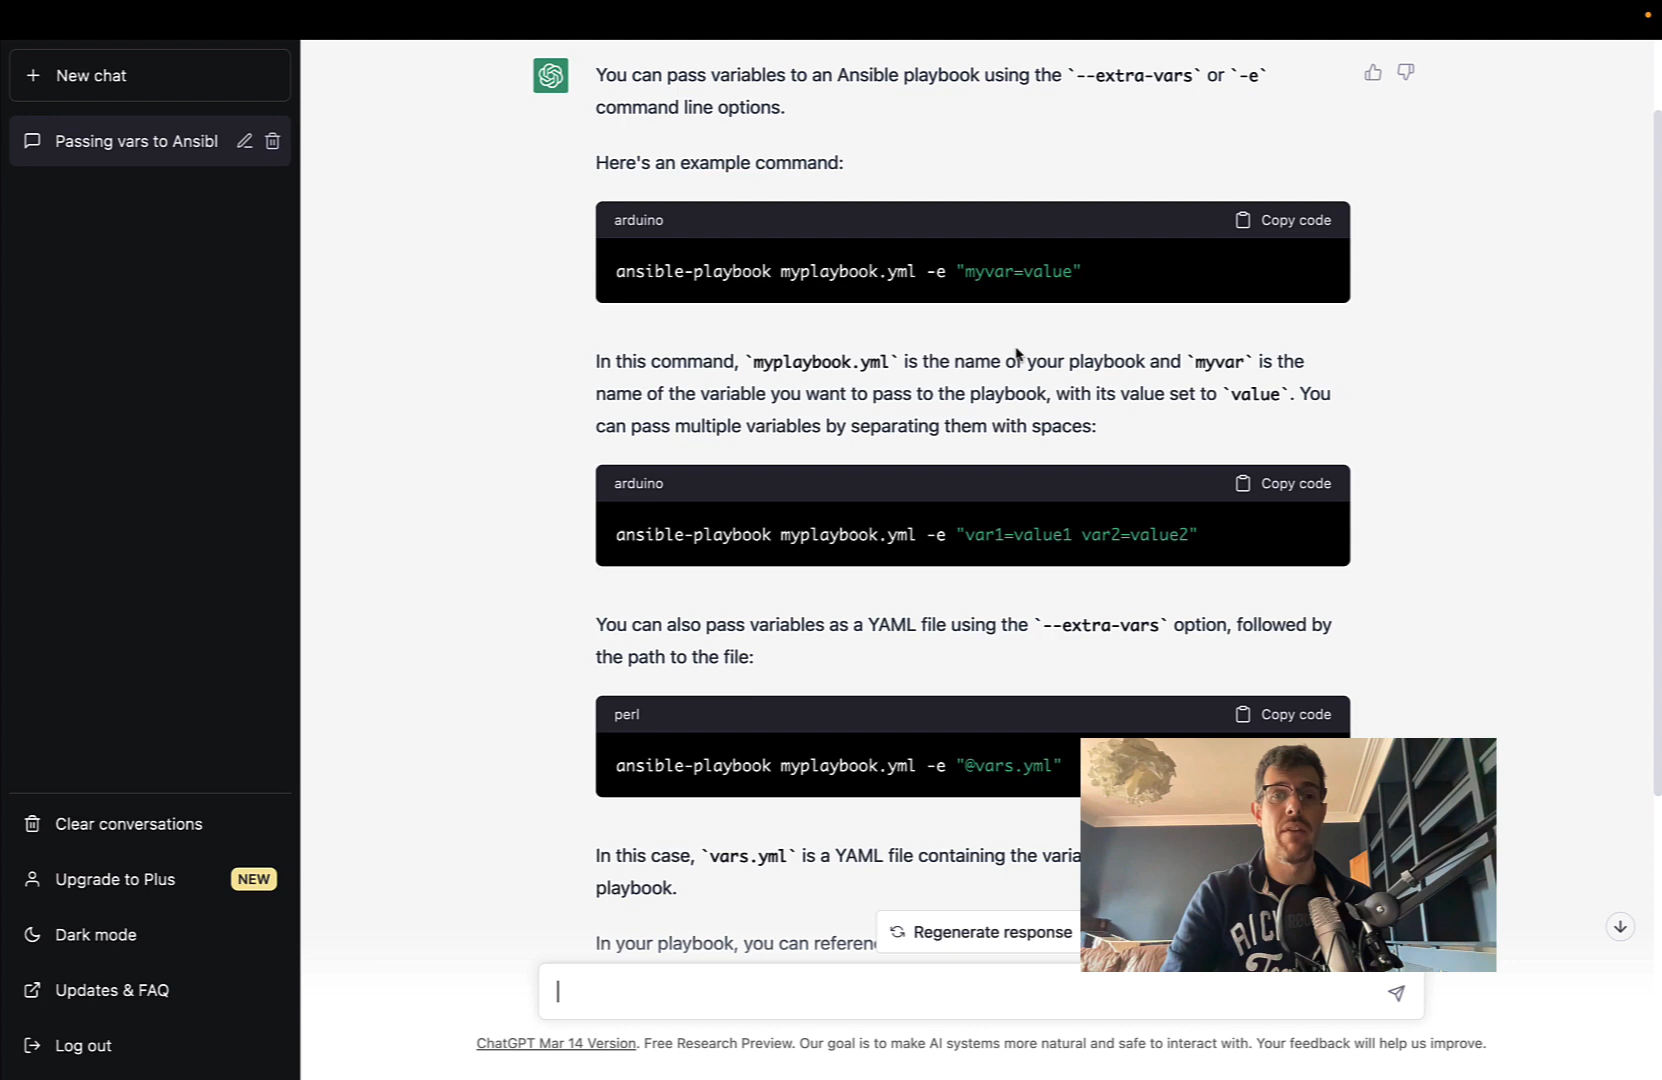 New chat
Passing vars to Ansibl
You can pass variables to an Ansible playbook using the `--extra-vars` or `-e`
command line options.
Here's an example command:
arduino
Copy code
ansible-playbook myplaybook.yml -e "myvar=value"
In this command, `myplaybook.yml` is the name of your playbook and `myvar` is the
name of the variable you want to pass to the playbook, with its value set to `value`. You
can pass multiple variables by separating them with spaces:
arduino
Copy code
ansible-playbook myplaybook.yml -e "var1=value1 var2=value2"
You can also pass variables as a YAML file using the `--extra-vars` option, followed by
the path to the file:
perl
Copy code
ansible-playbook myplaybook.yml -e "@vars.yml"
In this case, `vars.yml` is a YAML file containing the varia
playbook.
In your playbook, you can referenc
Regenerate response
Clear conversations
Upgrade to Plus
NEW
Dark mode
Updates & FAQ
Log out
ChatGPT Mar 14 Version. Free Research Preview. Our goal is to make AI systems more natural and safe to interact with. Your feedback will help us improve.